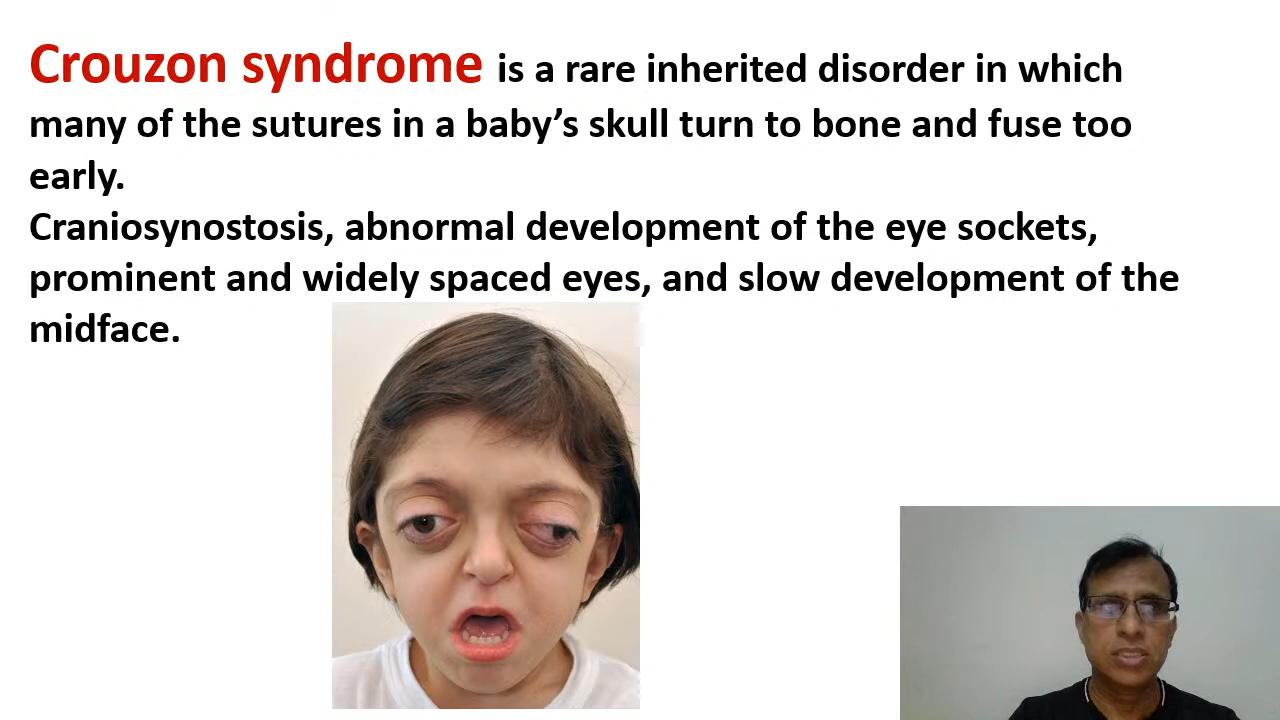 Crouzon syndrome is a rare inherited disorder in which
many of the sutures in a baby’s skull turn to bone and fuse too
early.
Craniosynostosis, abnormal development of the eye sockets,
prominent and widely spaced eyes, and slow development of the
midface.